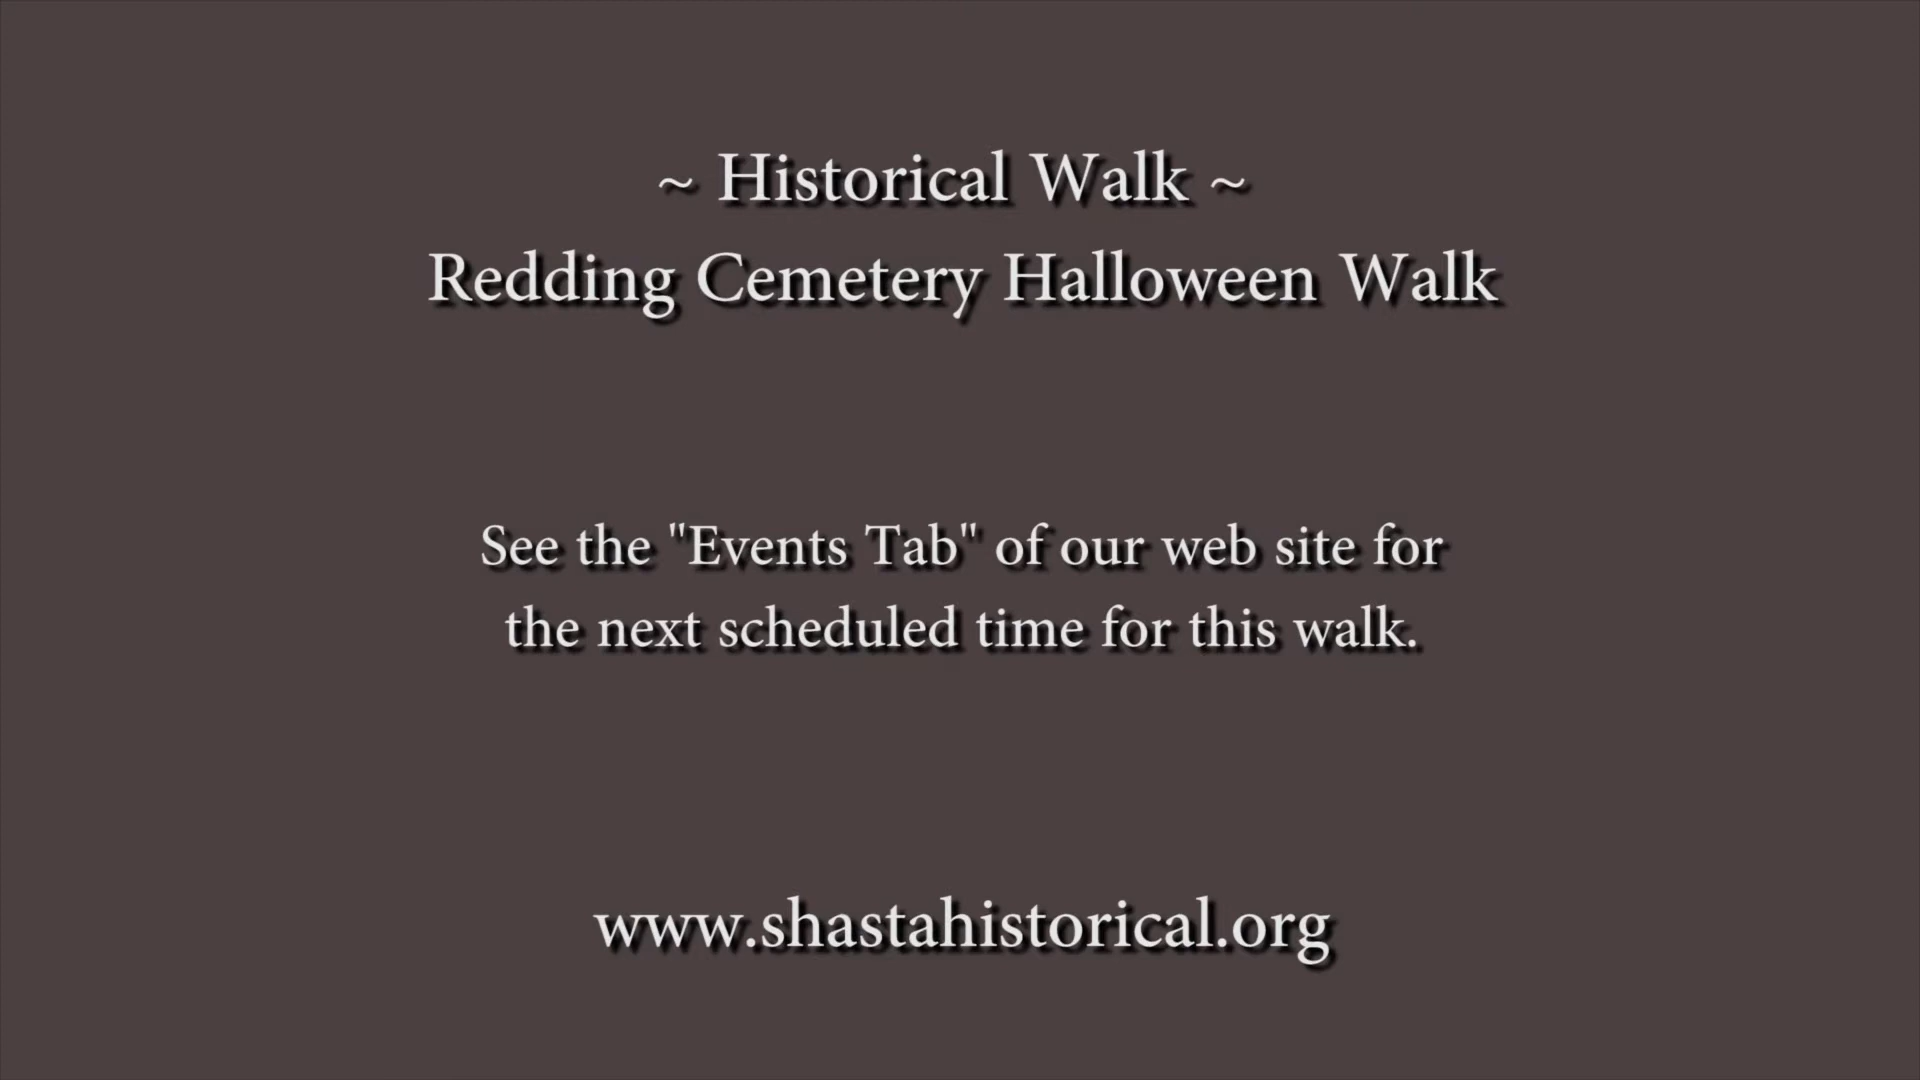 ~ Historical Walk ~
Redding Cemetery Halloween Walk
See the "Events Tab" of our web site for
the next scheduled time for this walk.
www.shastahistorical.org